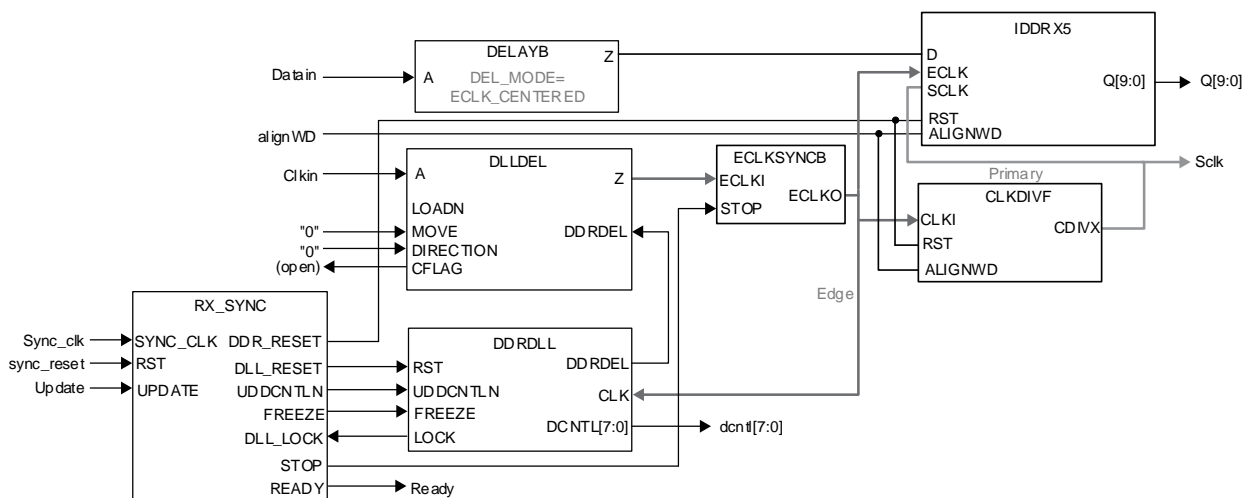 IDDRX5
DELAYB
Z
D
Datain
A
DEL_MODE=
ECLK_CENTERED
ECLK
SCLK
Q[9:0]
Q[9:0]
RST
alignWD
ALIGNWD
DLLDEL
ECLKSYNCB
Sclk
Clkin
A
Z
ECLKI
ECLKO
Primary
CLKDIVF
LOADN
STOP
CLKI
CDIVX
"0"
MOVE
DDRDEL
RST
"0"
DIRECTION
(open)
CFLAG
ALIGNWD
Edge
RX_SYNC
Sync_clk
SYNC_CLK
DDR_RESET
DDRDLL
sync_reset
RST
DLL_RESET
RST
DDRDEL
Update
UPDATE
UDDCNTLN
UDDCNTLN
CLK
FREEZE
FREEZE
DCNTL[7:0]
dcntl[7:0]
DLL_LOCK
LOCK
STOP
READY
Ready